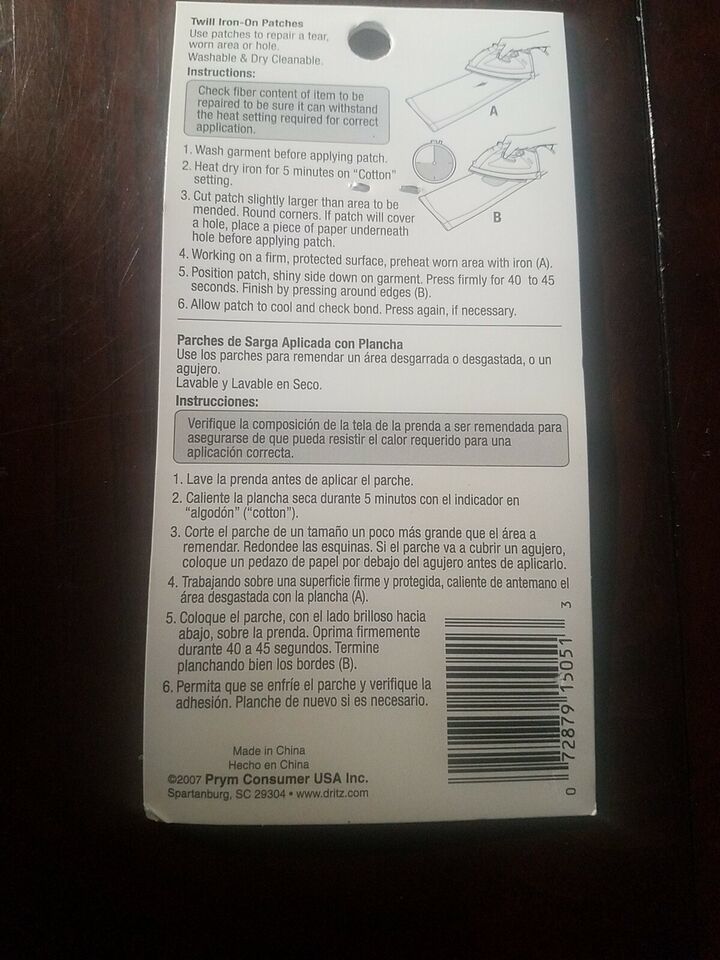 Twill Iron-On Patches
Use patches to repair a tear,
worn area or hole.
Washable & Dry Cleanable.
Instructions:
Check fiber content of item to be
repaired to be sure it can withstand
the heat setting required for correct
application.
1. Wash garment before applying patch.
2. Heat dry iron for 5 minutes on "Cotton"
setting.
3. Cut patch slightly larger than area to be
mended. Round corners. If patch will cover
a hole, place a piece of paper underneath
hole before applying patch.
4. Working on a firm, protected surface, preheat worn area with iron (A).
5. Position patch, shiny side down on garment. Press firmly for 40 to 45
seconds. Finish by pressing around edges (B).
6. Allow patch to cool and check bond. Press again, if necessary.
A
B
Parches de Sarga Aplicada con Plancha
Use los parches para remendar un área desgarrada o desgastada, o un
agujero.
Lavable y Lavable en Seco.
Instrucciones:
Verifique la composición de la tela de la prenda a ser remendada para
asegurarse de que pueda resistir el calor requerido para una
aplicación correcta.
1. Lave la prenda antes de aplicar el parche.
2. Caliente la plancha seca durante 5 minutos con el indicador en
"algodón" ("cotton").
3. Corte el parche de un tamaño un poco más grande que el área a
remendar. Redondee las esquinas. Si el parche va a cubrir un agujero,
coloque un pedazo de papel por debajo del agujero antes de aplicarlo.
4. Trabajando sobre una superficie firme y protegida, caliente de antemano el
área desgastada con la plancha (A).
5. Coloque el parche, con el lado brilloso hacia
abajo, sobre la prenda. Oprima firmemente
durante 40 a 45 segundos. Termine
planchando bien los bordes (B).
6. Permita que se enfríe el parche y verifique la
adhesión. Planche de nuevo si es necesario.
Made in China
Hecho en China
©2007 Prym Consumer USA Inc.
Spartanburg, SC 29304 • www.dritz.com
0 72879 15051 3